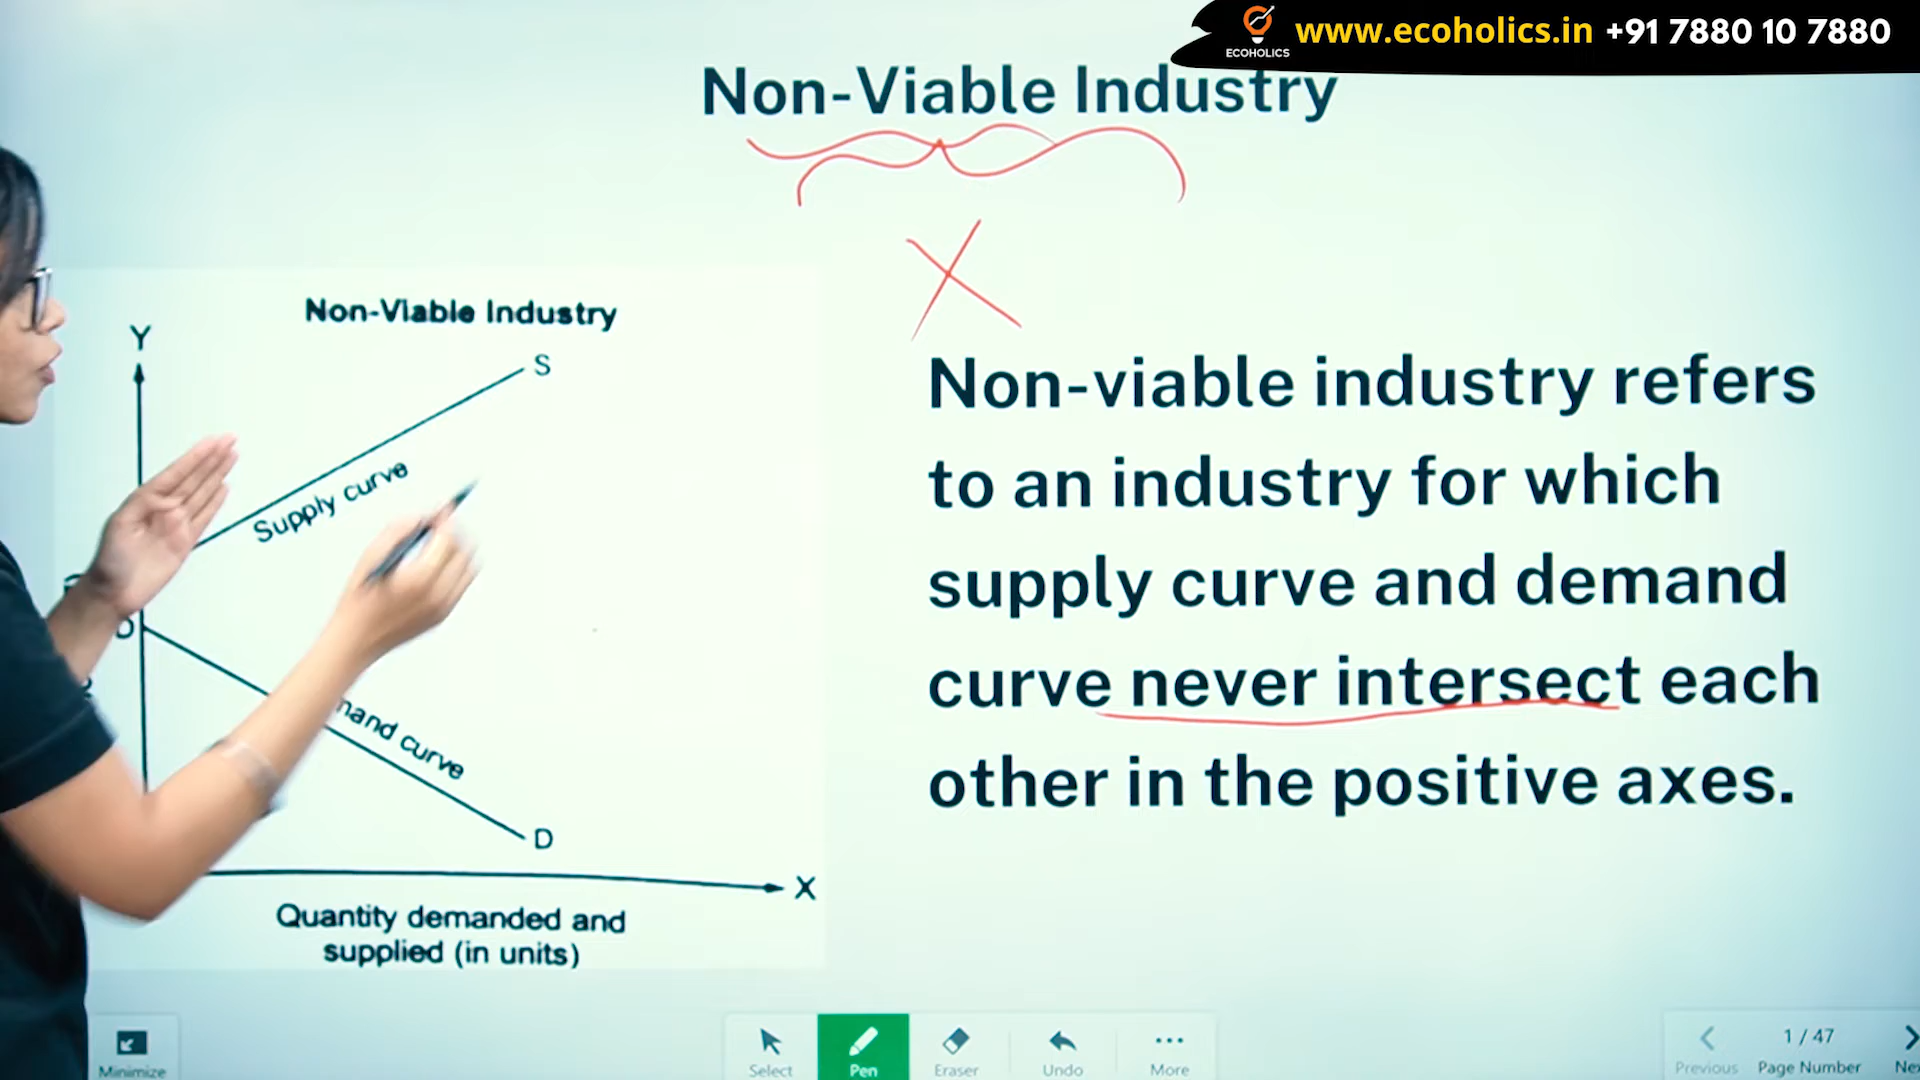 ECOHOLICS
www.ecoholics.in +91 7880 10 7880
Non-Viable Industry
Non-Viable Industry
Y
S
Supply curve
curve
D
X
Quantity demanded and
supplied (in units)
Non-viable industry refers
to an industry for which
supply curve and demand
curve never intersect each
other in the positive axes.
Minimize
Select
Pen
Eraser
Undo
More
Previous
1 / 47
Page Number